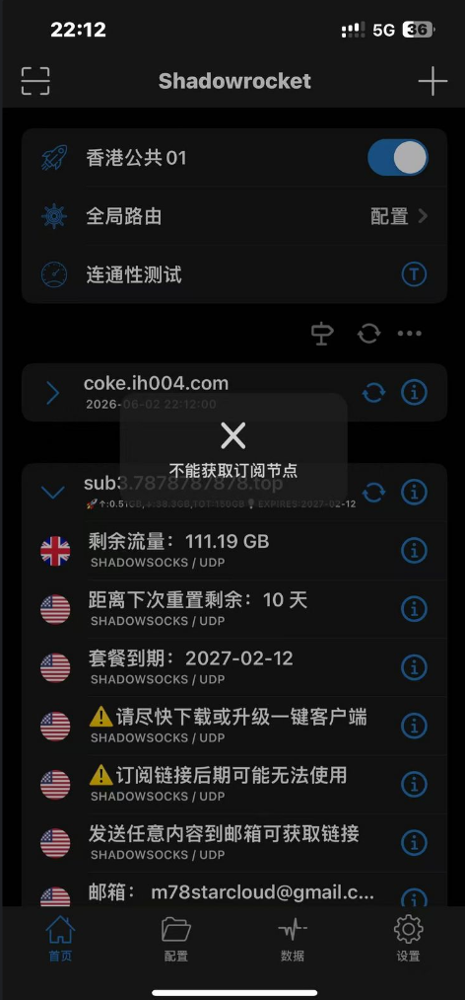 22:12
5G 36
Shadowrocket
香港公共 01
全局路由
配置
连通性测试
T
coke.ih004.com
2026-06-02 22:12:00
不能获取订阅节点
sub3.7878787878.top
🚀↑:0.51GB,↓:38.3GB,TOT:150GB💡EXPIRES:2027-02-12
剩余流量：111.19 GB
SHADOWSOCKS / UDP
距离下次重置剩余：10 天
SHADOWSOCKS / UDP
套餐到期：2027-02-12
SHADOWSOCKS / UDP
⚠️请尽快下载或升级一键客户端
SHADOWSOCKS / UDP
⚠️订阅链接后期可能无法使用
SHADOWSOCKS / UDP
发送任意内容到邮箱可获取链接
SHADOWSOCKS / UDP
邮箱： m78starcloud@gmail.c...
首页
配置
数据
设置